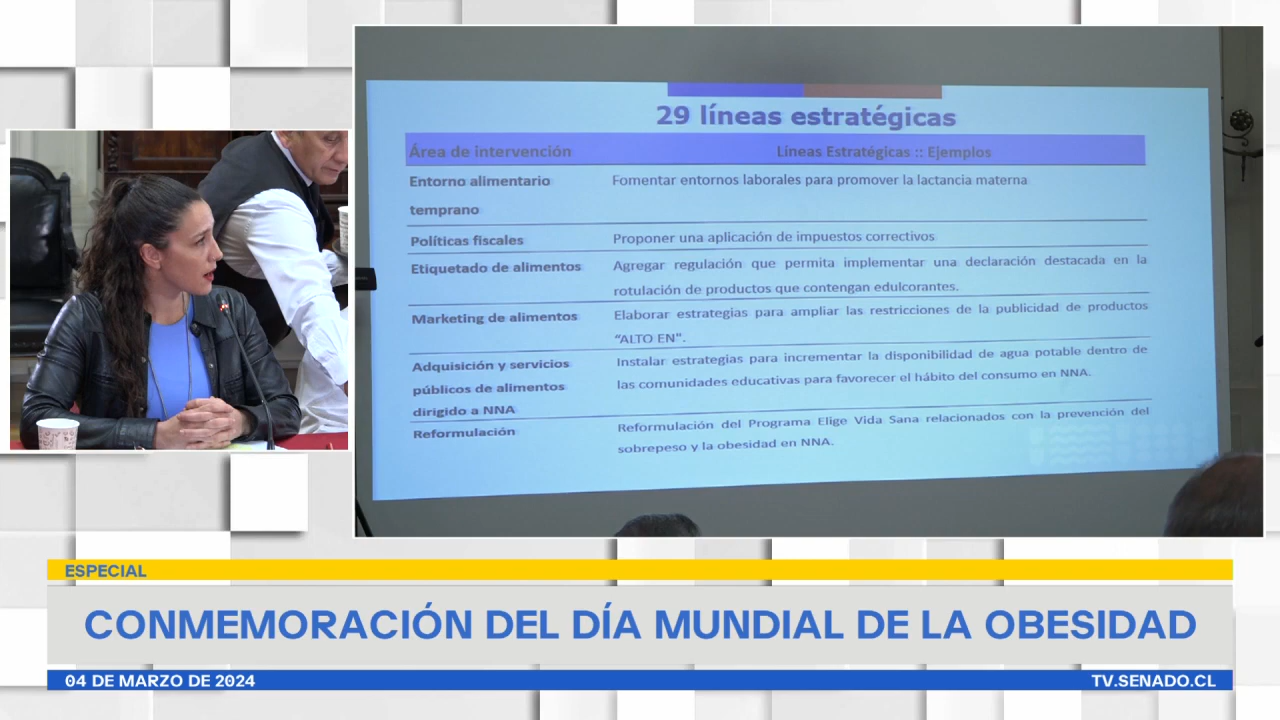 29 líneas estratégicas
Área de intervención Líneas Estratégicas :: Ejemplos
Entorno alimentario Fomentar entornos laborales para promover la lactancia materna
temprano
Políticas fiscales Proponer una aplicación de impuestos correctivos
Etiquetado de alimentos Agregar regulación que permita implementar una declaración destacada en la
rotulación de productos que contengan edulcorantes.
Marketing de alimentos Elaborar estrategias para ampliar las restricciones de la publicidad de productos
“ALTO EN”.
Adquisición y servicios Instalar estrategias para incrementar la disponibilidad de agua potable dentro de
públicos de alimentos las comunidades educativas para favorecer el hábito del consumo en NNA.
dirigido a NNA
Reformulación Reformulación del Programa Elige Vida Sana relacionados con la prevención del
sobrepeso y la obesidad en NNA.
ESPECIAL
CONMEMORACIÓN DEL DÍA MUNDIAL DE LA OBESIDAD
04 DE MARZO DE 2024 TV.SENADO.CL